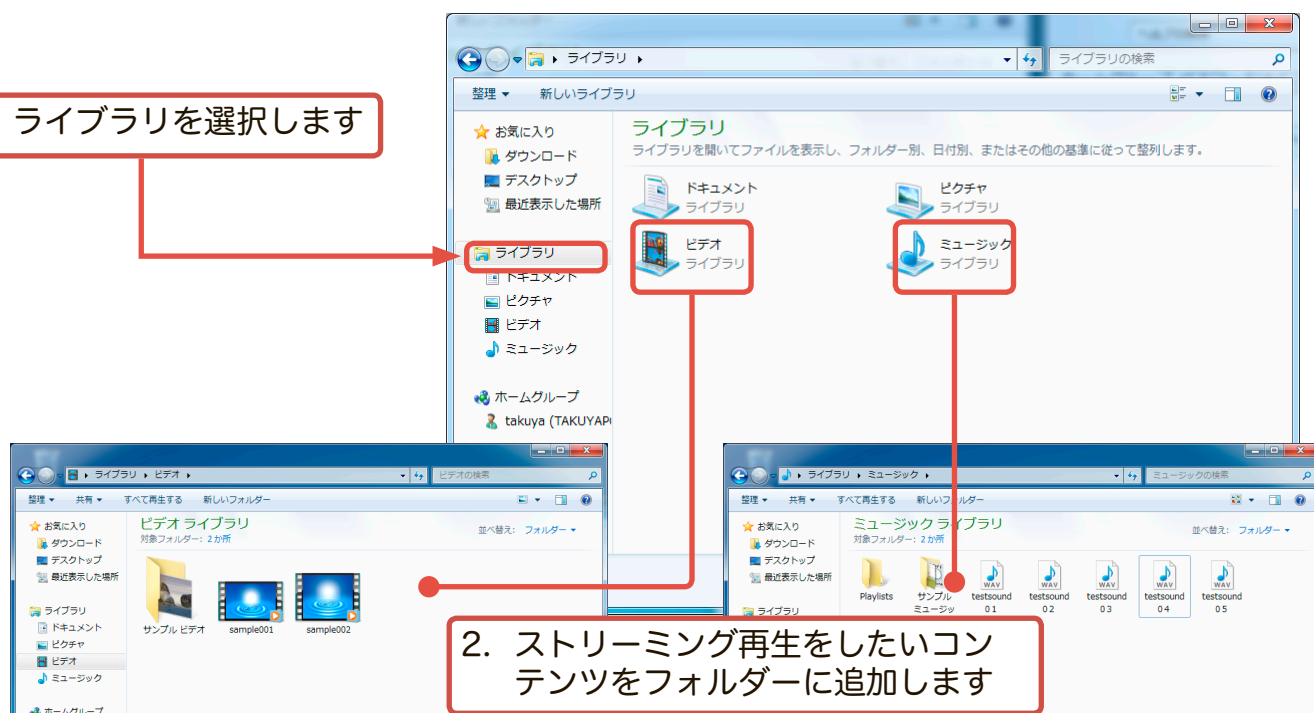 ライブラリを選択します
ライブラリ
ライブラリの検索
整理
新しいライブラリ
お気に入り
ダウンロード
デスクトップ
最近表示した場所
ライブラリ
ドキュメント
ピクチャ
ビデオ
ミュージック
ホームグループ
takuya (TAKUYAP
ライブラリ
ライブラリを開いてファイルを表示し、フォルダー別、日付別、またはその他の基準に従って整列します。
ドキュメント
ライブラリ
ピクチャ
ライブラリ
ビデオ
ライブラリ
ミュージック
ライブラリ
ライブラリ ビデオ
ビデオの検索
整理 共有 すべて再生する 新しいフォルダー
お気に入り
ダウンロード
デスクトップ
最近表示した場所
ライブラリ
ドキュメント
ピクチャ
ビデオ
ミュージック
ホームグループ
ビデオ ライブラリ
対象フォルダー: 2 か所
並べ替え: フォルダー
サンプル ビデオ
sample001
sample002
ライブラリ ミュージック
ミュージックの検索
整理 共有 すべて再生する 新しいフォルダー
お気に入り
ダウンロード
デスクトップ
最近表示した場所
ライブラリ
ミュージック ライブラリ
対象フォルダー: 2 か所
並べ替え: フォルダー
Playlists
サンプル
ミュージッ
WAV
testsound
01
WAV
testsound
02
WAV
testsound
03
WAV
testsound
04
WAV
testsound
05
2. ストリーミング再生をしたいコン
テンツをフォルダーに追加します